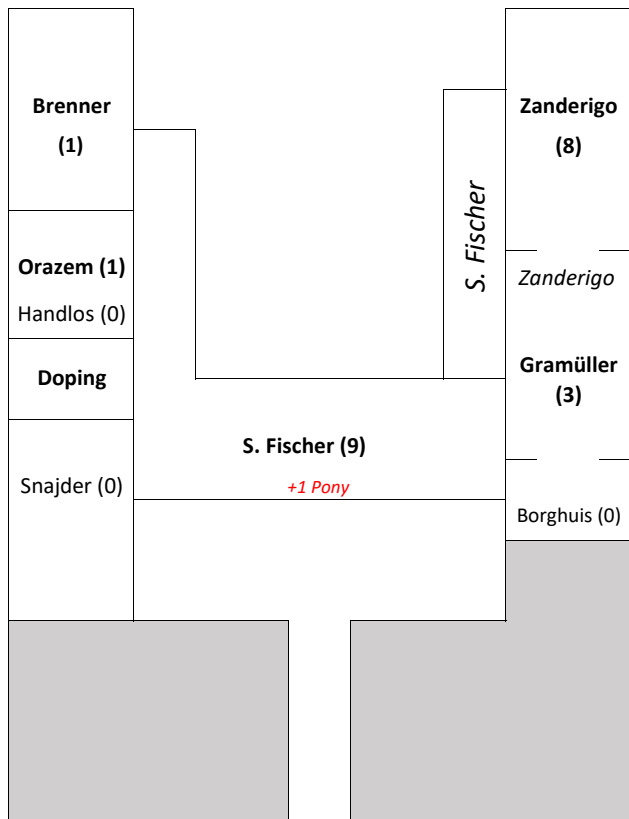 Brenner
(1)
Orazem (1)
Handlos (0)
Doping
Snajder (0)
S. Fischer (9)
+1 Pony
S. Fischer
Zanderigo
(8)
Zanderigo
Gramüller
(3)
Borghuis (0)